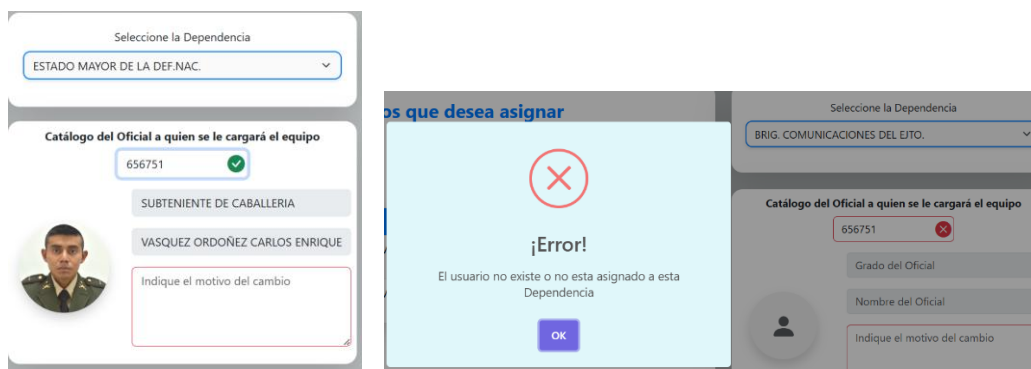 Seleccione la Dependencia
ESTADO MAYOR DE LA DEF.NAC.
Catálogo del Oficial a quien se le cargará el equipo
656751
SUBTENIENTE DE CABALLERIA
VASQUEZ ORDOÑEZ CARLOS ENRIQUE
Indique el motivo del cambio
os que desea asignar
¡Error!
El usuario no existe o no esta asignado a esta
Dependencia
OK
Seleccione la Dependencia
BRIG. COMUNICACIONES DEL EJTO.
Catálogo del Oficial a quien se le cargará el equipo
656751
Grado del Oficial
Nombre del Oficial
Indique el motivo del cambio